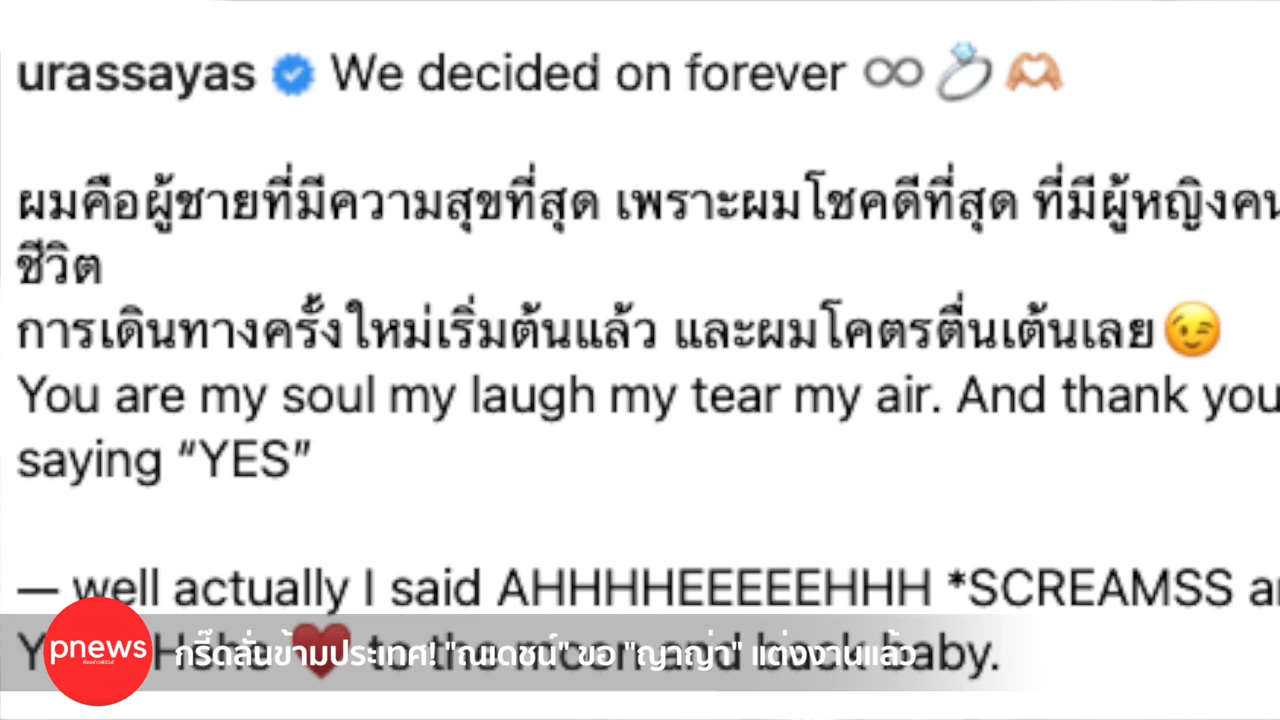 urassayas We decided on forever ∞💍🫶🏼
ผมคือผู้ชายที่มีความสุขที่สุด เพราะผมโชคดีที่สุด ที่มีผู้หญิง
ชีวิต
การเดินทางครั้งใหม่เริ่มต้นแล้ว และผมโคตรตื่นเต้นเลย😉
You are my soul my laugh my tear my air. And thank you
saying “YES”
— well actually I said AHHHHEEEEEHHH *SCREAMSS
❤️ to the moon and back baby.
pnews
กรี๊ดลั่นข้ามประเทศ! "ณเดชน์" ขอ "ญาญ่า" แต่งงานแล้ว